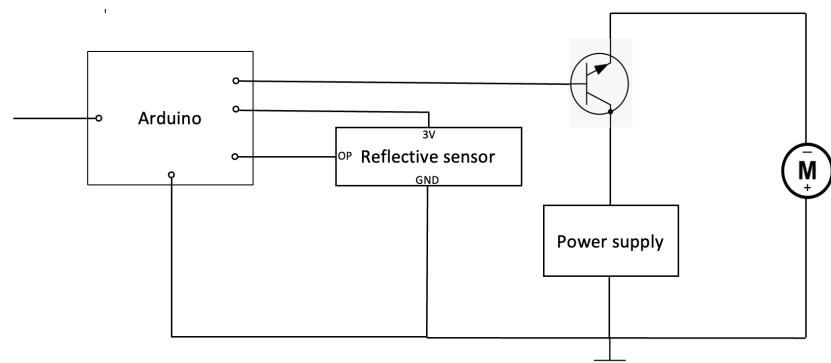 Arduino
3V
OP
Reflective sensor
GND
Power supply
−
M
+